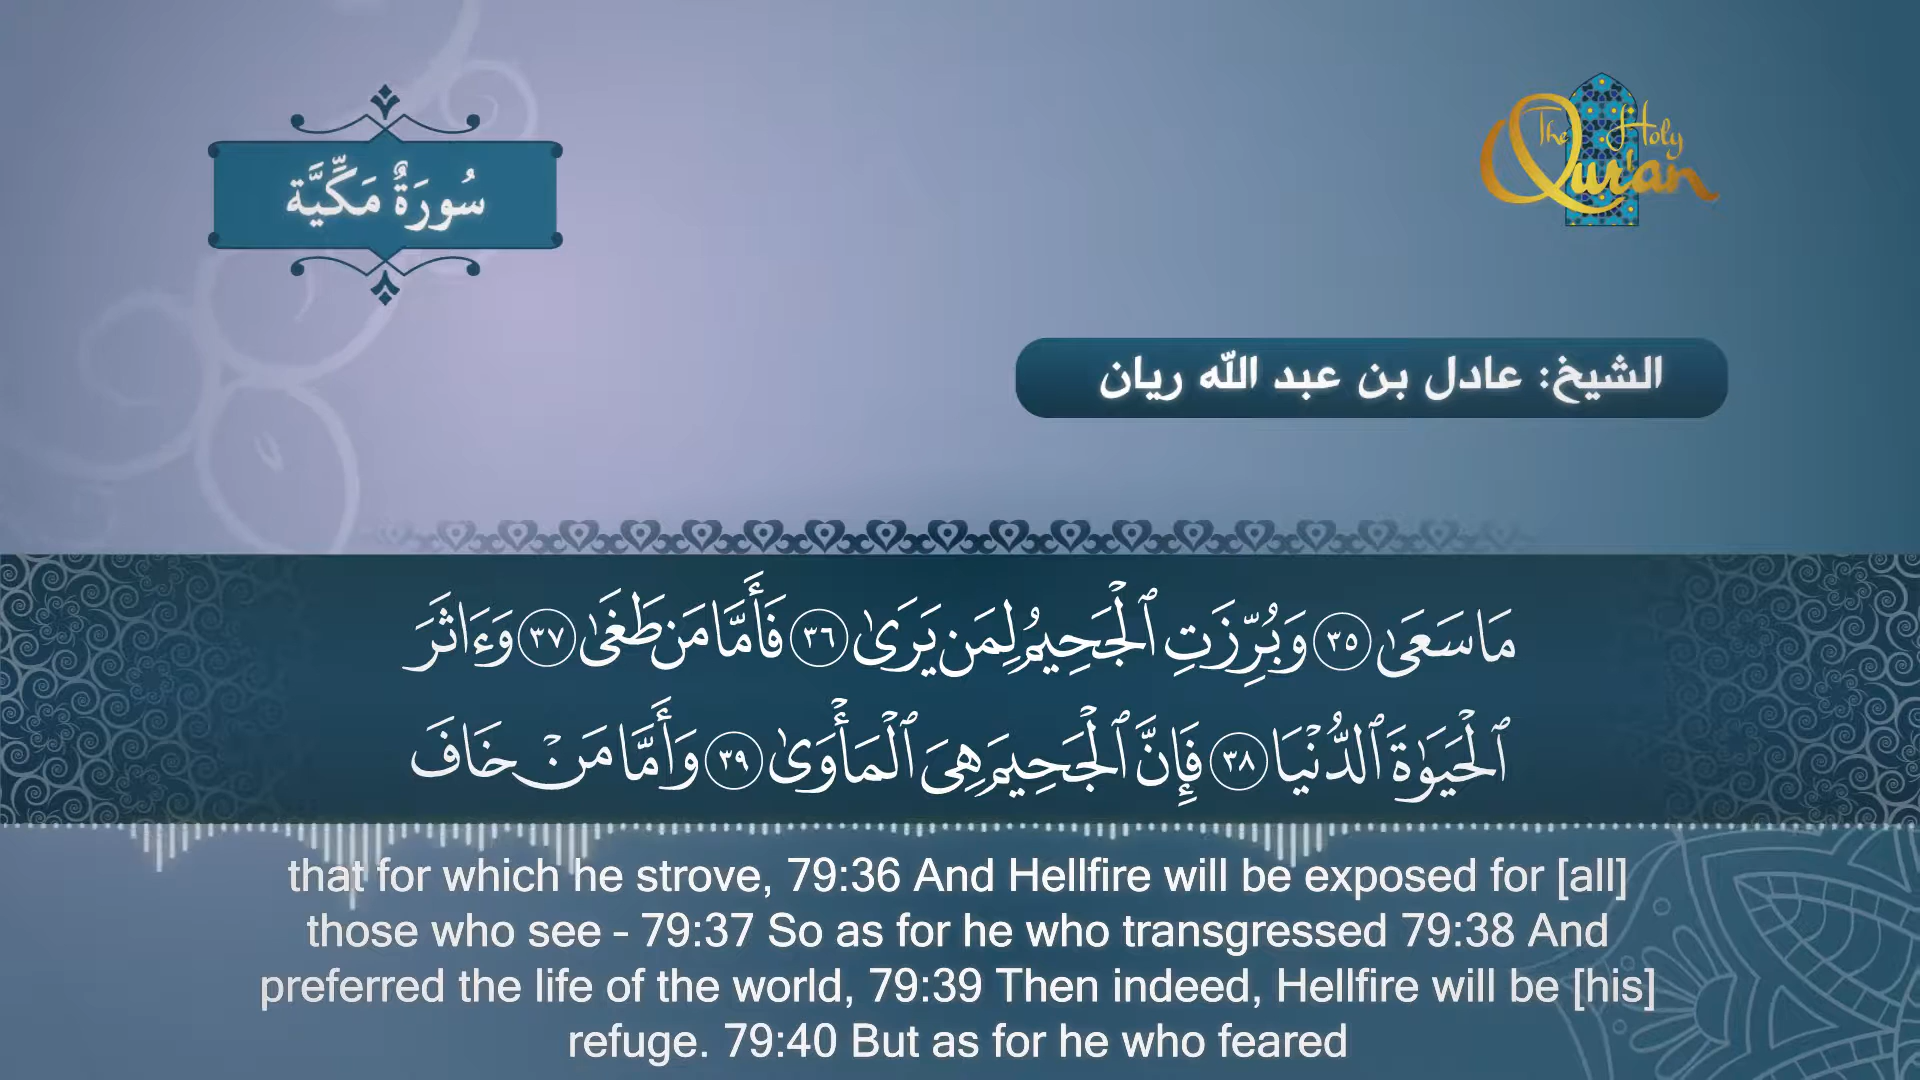 سُورَةٌ مَكِّيَّة
The Holy
Qur'an
الشيخ: عادل بن عبد الله ريان
مَا سَعَىٰ ٣٥ وَبُرِّزَتِ ٱلْجَحِيمُ لِمَن يَرَىٰ ٣٦ فَأَمَّا مَن طَغَىٰ ٣٧ وَءَاثَرَ
ٱلْحَيَوٰةَ ٱلدُّنْيَا ٣٨ فَإِنَّ ٱلْجَحِيمَ هِىَ ٱلْمَأْوَىٰ ٣٩ وَأَمَّا مَنْ خَافَ
that for which he strove, 79:36 And Hellfire will be exposed for [all]
those who see – 79:37 So as for he who transgressed 79:38 And
preferred the life of the world, 79:39 Then indeed, Hellfire will be [his]
refuge. 79:40 But as for he who feared